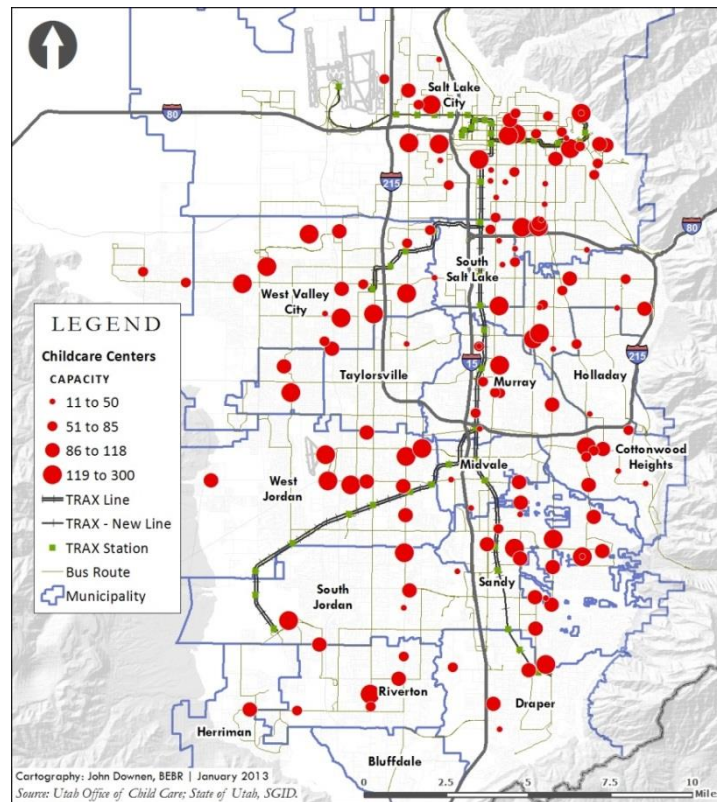 Salt Lake
City
80
215
80
South
Salt Lake
West Valley
City
LEGEND
Childcare Centers
CAPACITY
11 to 50
51 to 85
86 to 118
119 to 300
TRAX Line
TRAX - New Line
TRAX Station
Bus Route
Municipality
215
15
Taylorsville
Murray
Holladay
Midvale
Cottonwood
Heights
West
Jordan
Sandy
South
Jordan
Riverton
Draper
Herriman
Bluffdale
Cartography: John Downen, BEBR | January 2013
Source: Utah Office of Child Care; State of Utah, SGID.
0 2.5 5 10
Mile